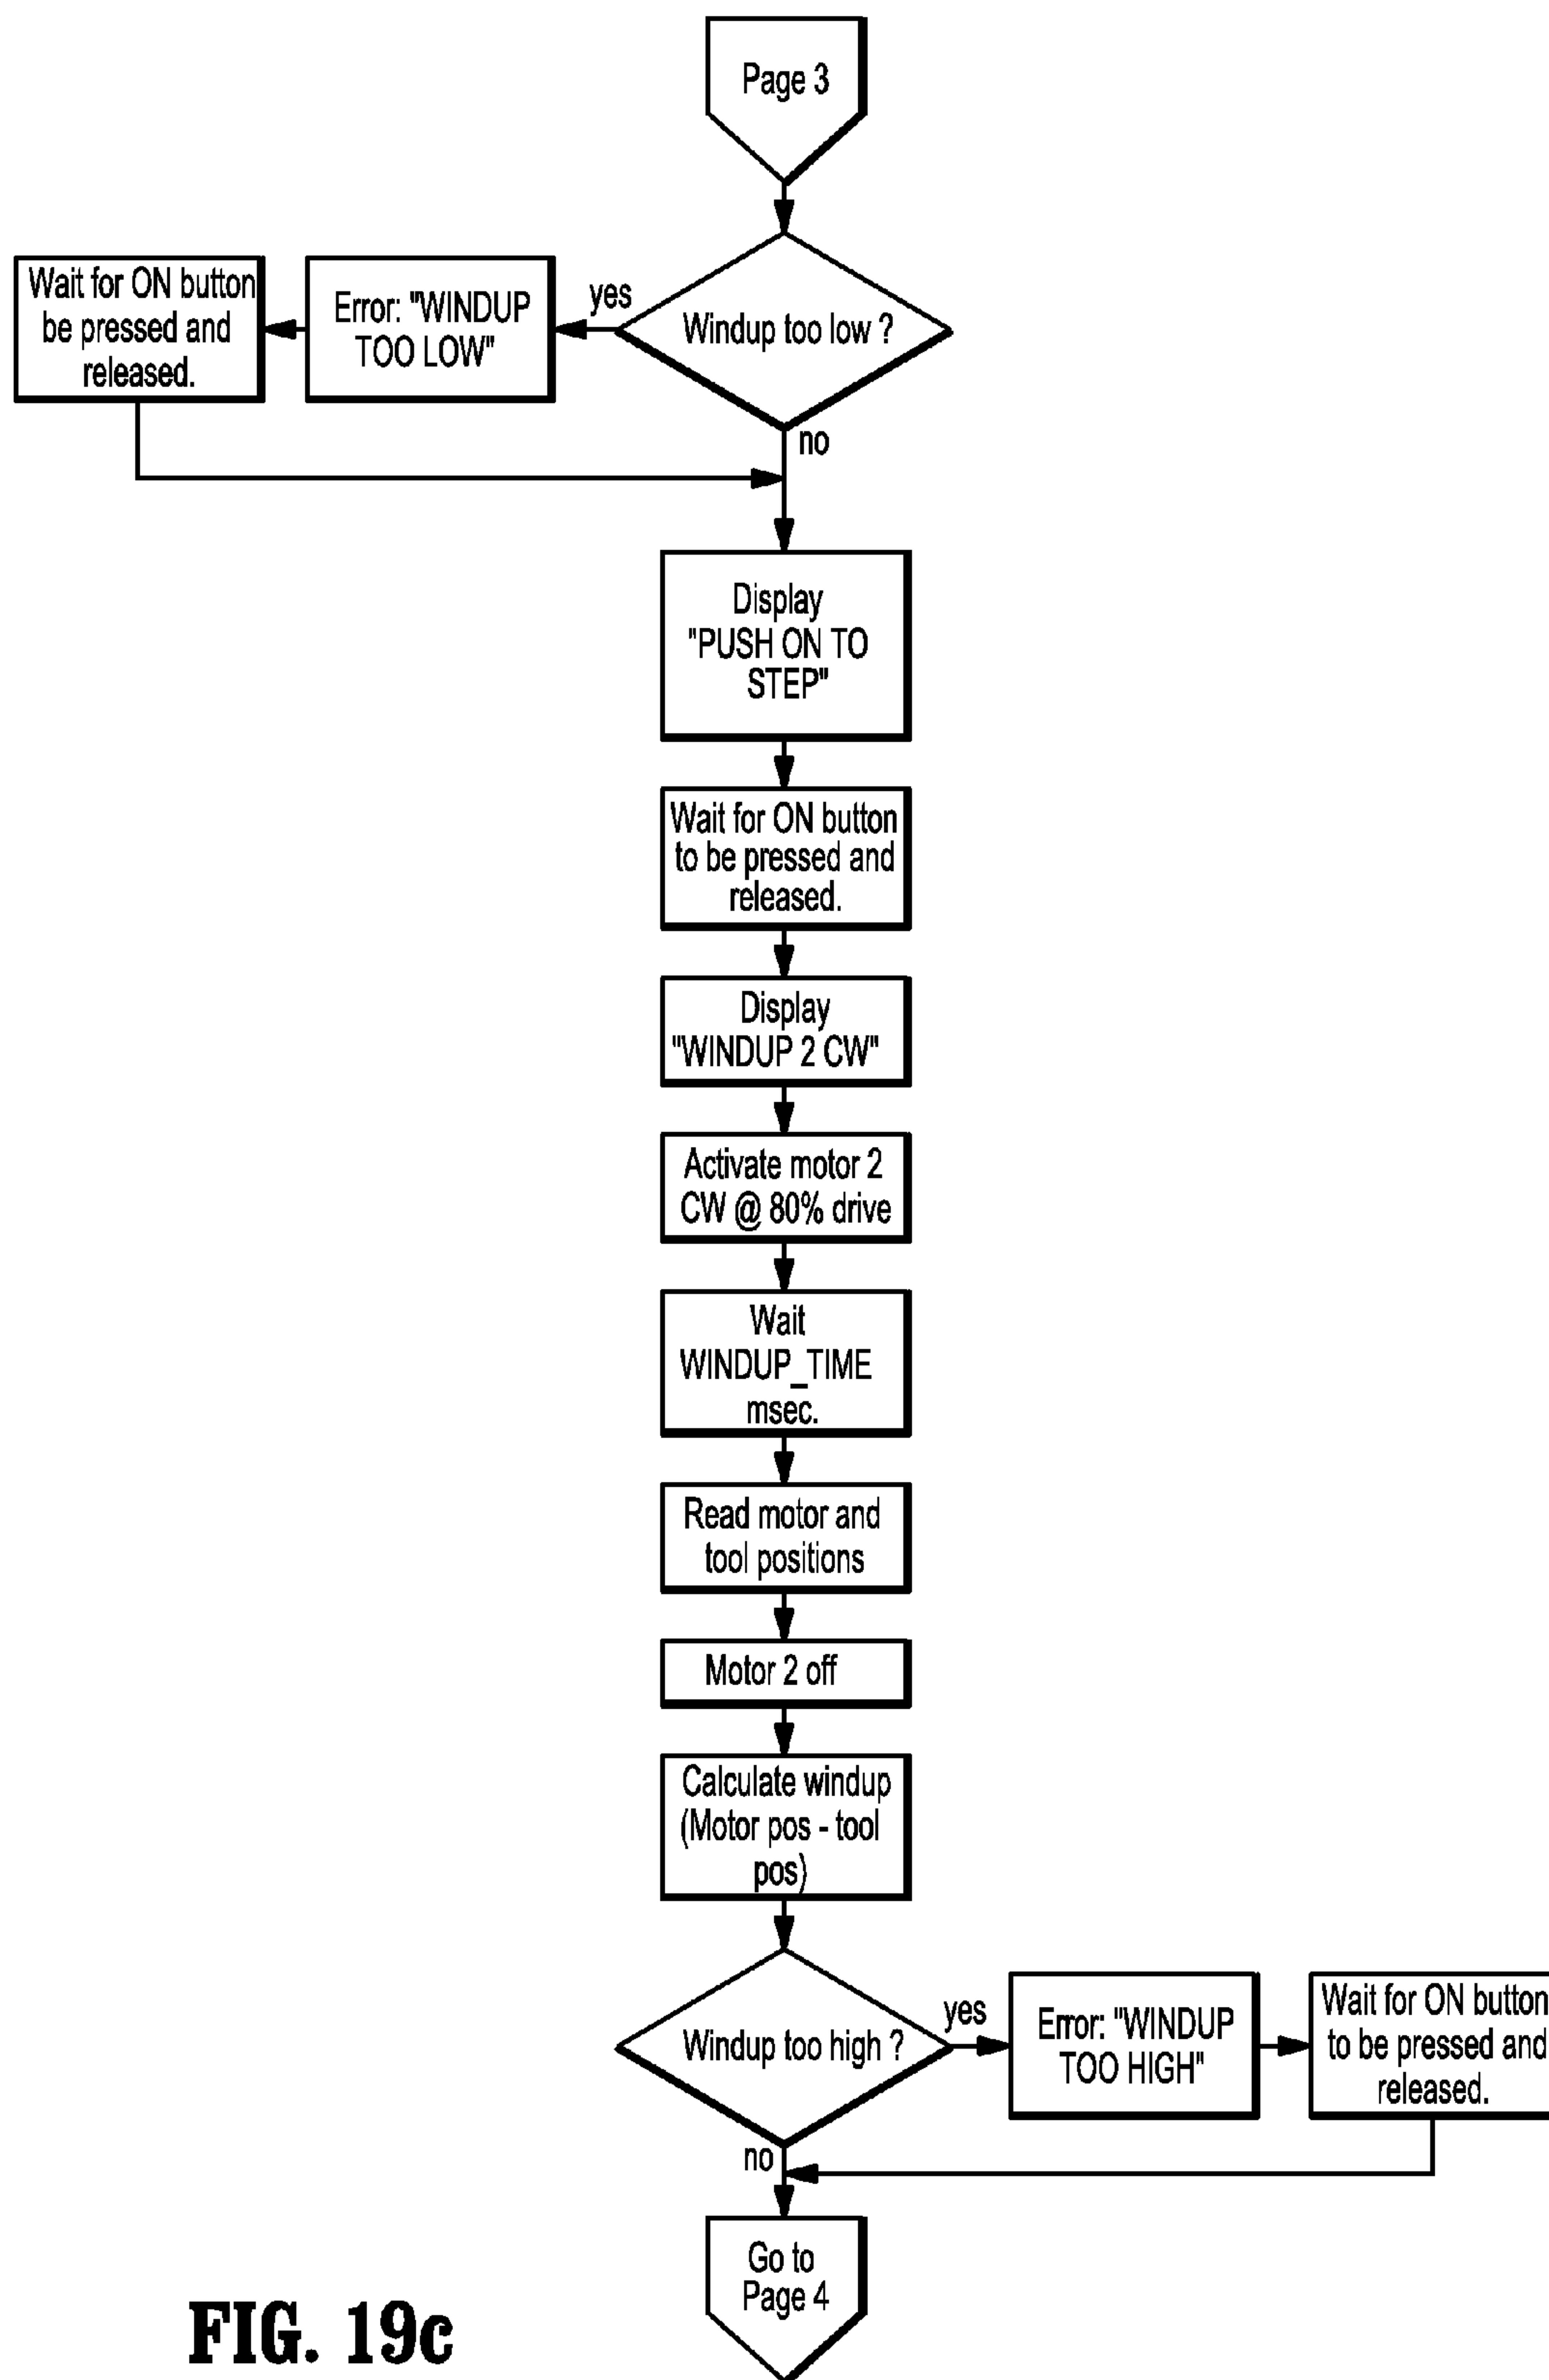 Page 3
Windup too low ?
yes
Error: "WINDUP
TOO LOW"
Wait for ON button
be pressed and
released.
no
Display
"PUSH ON TO
STEP"
Wait for ON button
to be pressed and
released.
Display
"WINDUP 2 CW"
Activate motor 2
CW @ 80% drive
Wait
WINDUP_TIME
msec.
Read motor and
tool positions
Motor 2 off
Calculate windup
(Motor pos - tool
pos)
Windup too high ?
yes
Error: "WINDUP
TOO HIGH"
Wait for ON button
to be pressed and
released.
no
Go to
Page 4
FIG. 19c